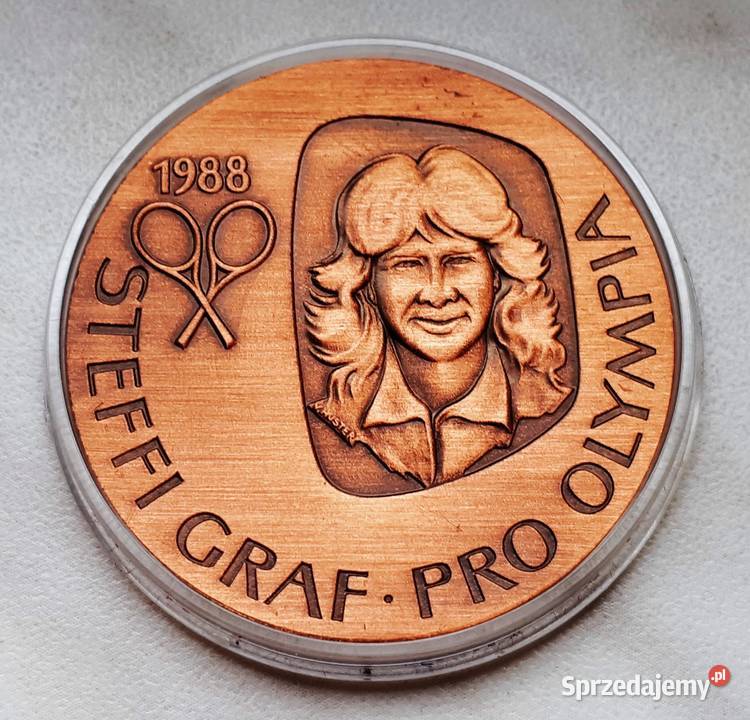 1988
STEFFI GRAF · PRO OLYMPIA
Sprzedajemy.pl